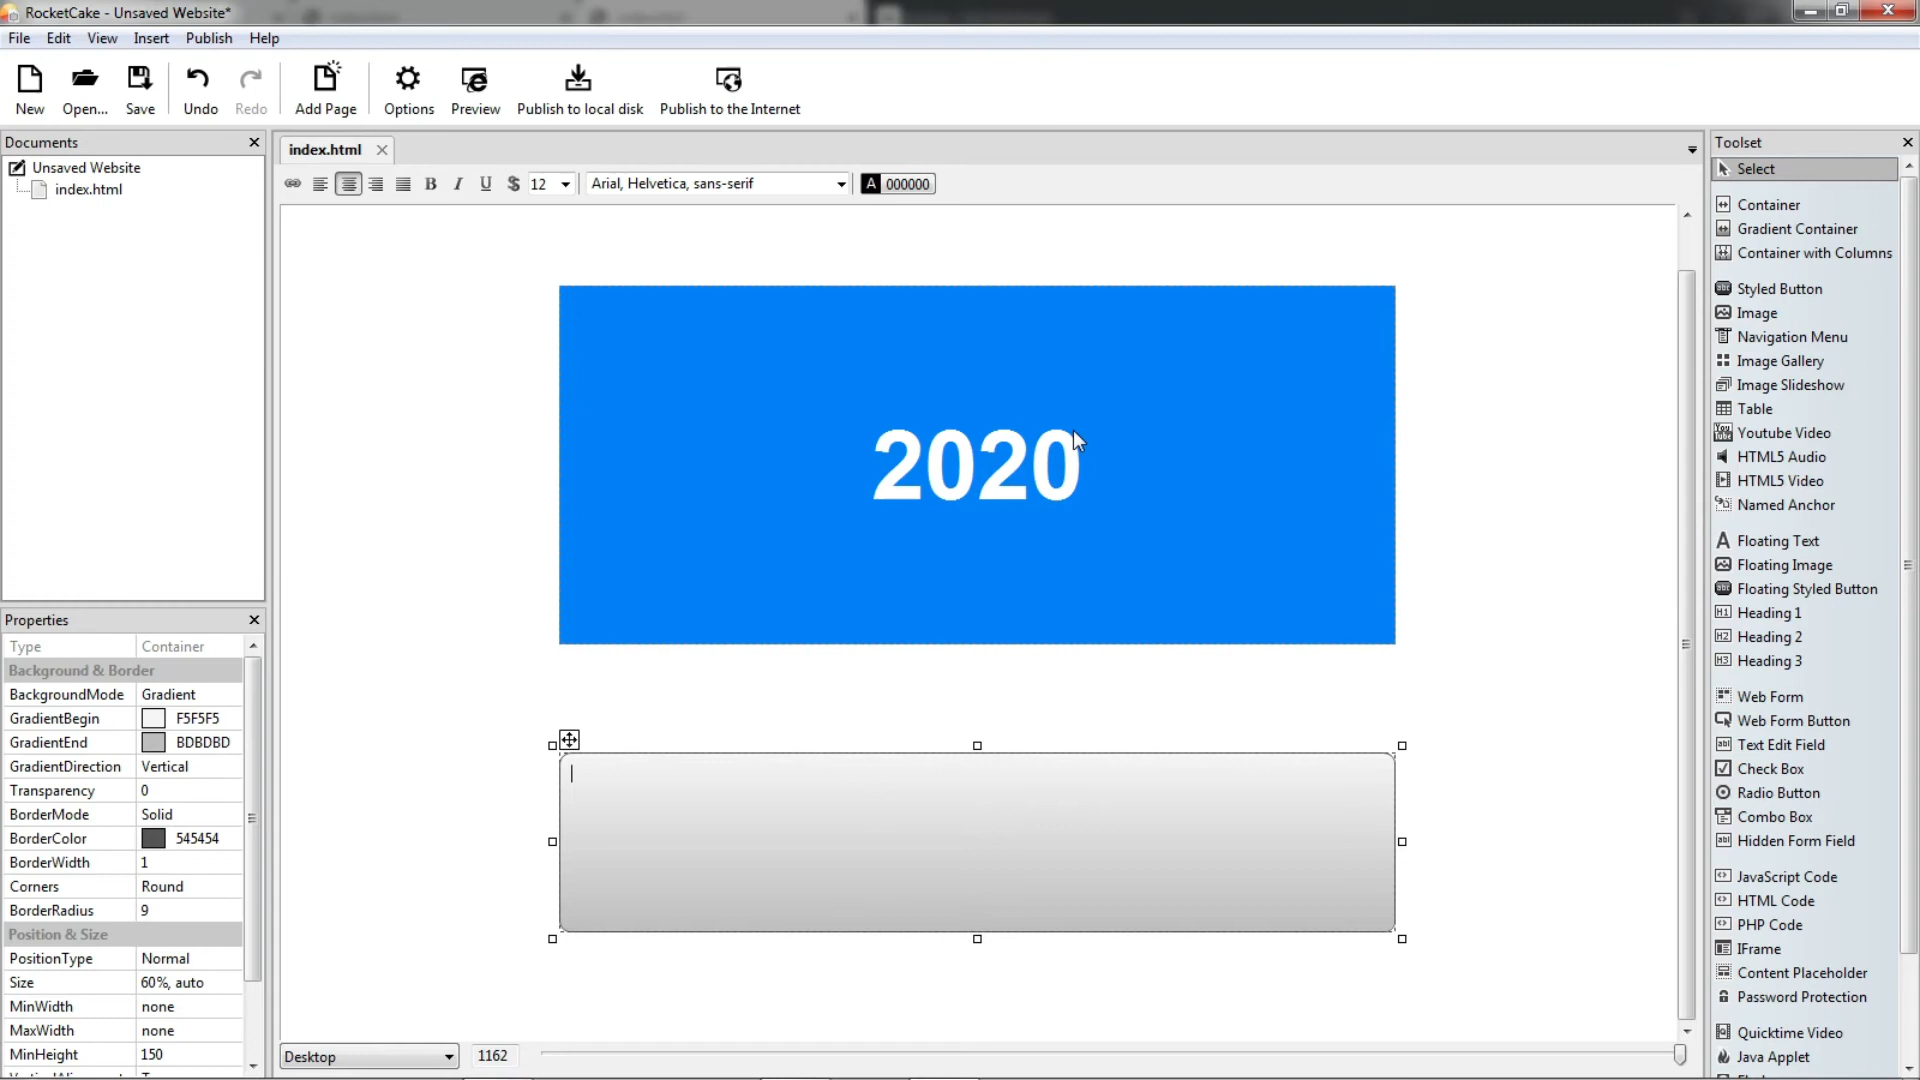 RocketCake - Unsaved Website*
File Edit View Insert Publish Help
New Open... Save Undo Redo Add Page Options Preview Publish to local disk Publish to the Internet
Documents
Unsaved Website
index.html
Properties
Type Container
Background & Border
BackgroundMode Gradient
GradientBegin F5F5F5
GradientEnd BDBDBD
GradientDirection Vertical
Transparency 0
BorderMode Solid
BorderColor 545454
BorderWidth 1
Corners Round
BorderRadius 9
Position & Size
PositionType Normal
Size 60%, auto
MinWidth none
MaxWidth none
MinHeight 150
index.html
B I U $ 12 Arial, Helvetica, sans-serif A 000000
2020
Desktop 1162
Toolset
Select
Container
Gradient Container
Container with Columns
Styled Button
Image
Navigation Menu
Image Gallery
Image Slideshow
Table
Youtube Video
HTML5 Audio
HTML5 Video
Named Anchor
Floating Text
Floating Image
Floating Styled Button
Heading 1
Heading 2
Heading 3
Web Form
Web Form Button
Text Edit Field
Check Box
Radio Button
Combo Box
Hidden Form Field
JavaScript Code
HTML Code
PHP Code
IFrame
Content Placeholder
Password Protection
Quicktime Video
Java Applet